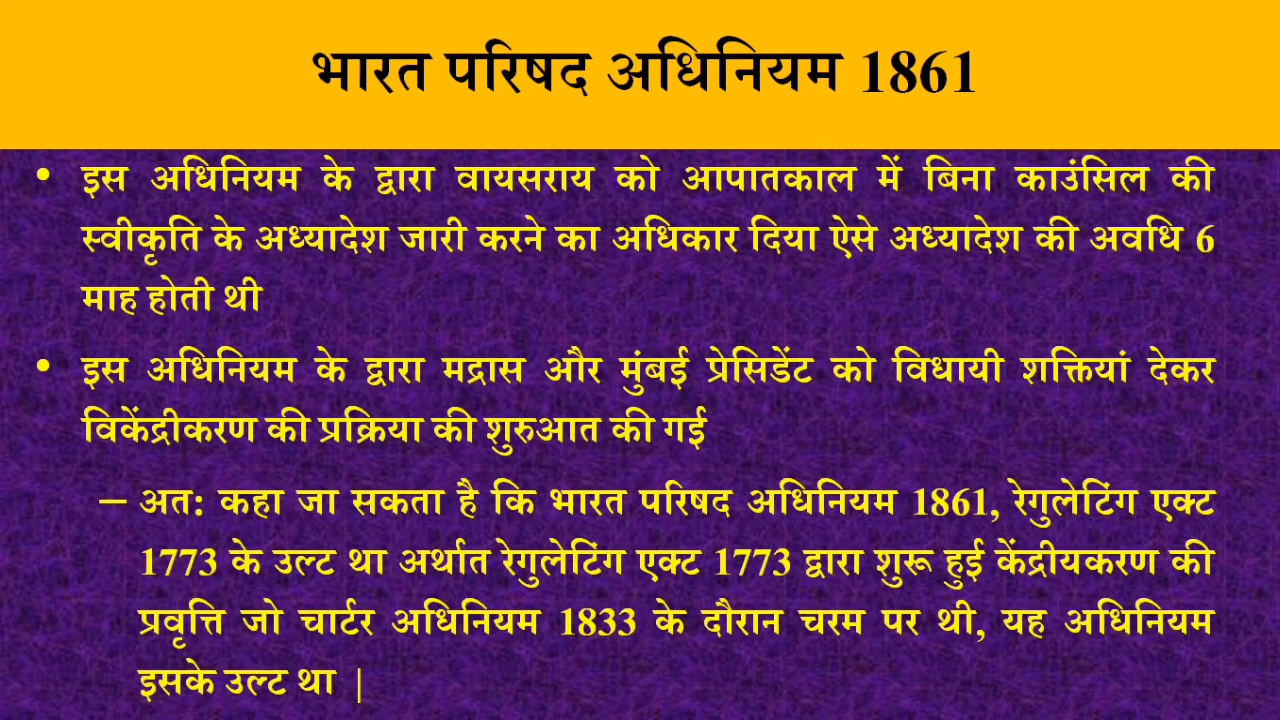 भारत परिषद अधिनियम 1861
• इस अधिनियम के द्वारा वायसराय को आपातकाल में बिना काउंसिल की
स्वीकृति के अध्यादेश जारी करने का अधिकार दिया ऐसे अध्यादेश की अवधि 6
माह होती थी
• इस अधिनियम के द्वारा मद्रास और मुंबई प्रेसिडेंट को विधायी शक्तियां देकर
विकेंद्रीकरण की प्रक्रिया की शुरुआत की गई
– अत: कहा जा सकता है कि भारत परिषद अधिनियम 1861, रेगुलेटिंग एक्ट
1773 के उल्ट था अर्थात रेगुलेटिंग एक्ट 1773 द्वारा शुरू हुई केंद्रीयकरण की
प्रवृत्ति जो चार्टर अधिनियम 1833 के दौरान चरम पर थी, यह अधिनियम
इसके उल्ट था |